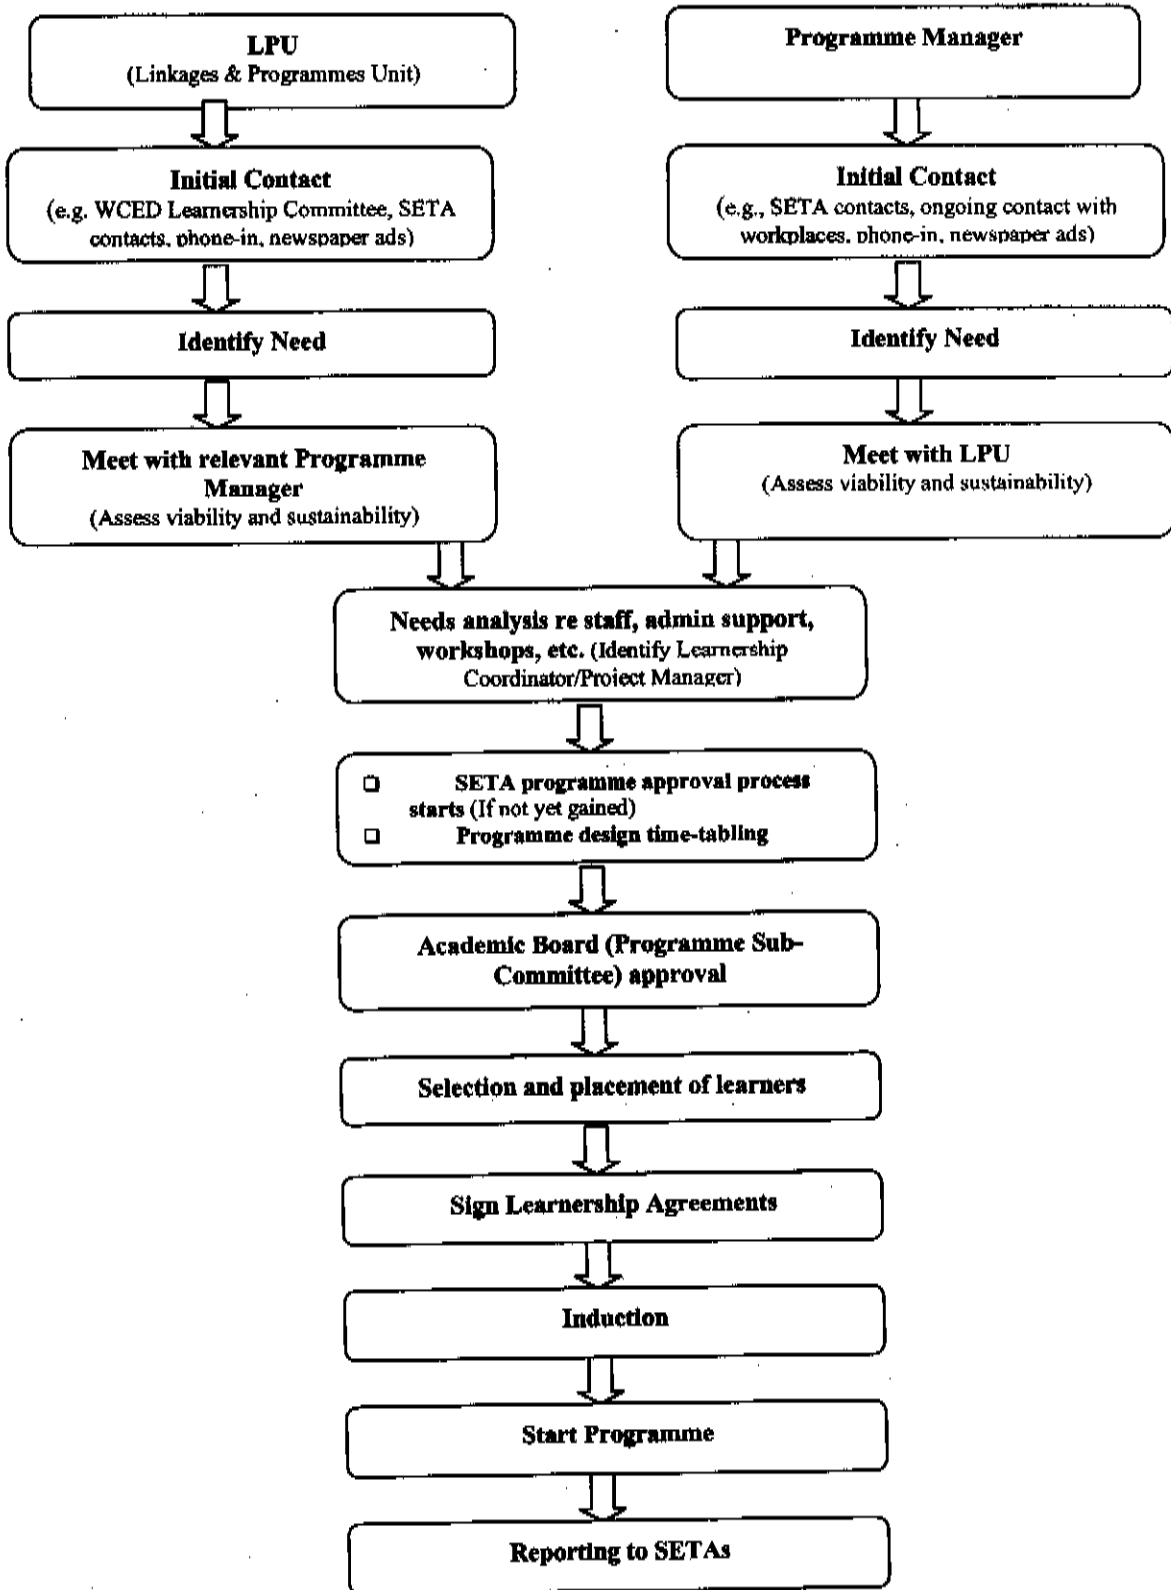 LPU
(Linkages & Programmes Unit)
Programme Manager
Initial Contact
(e.g. WCED Learnership Committee, SETA
contacts, phone-in, newspaper ads)
Initial Contact
(e.g., SETA contacts, ongoing contact with
workplaces, phone-in, newspaper ads)
Identify Need
Identify Need
Meet with relevant Programme
Manager
(Assess viability and sustainability)
Meet with LPU
(Assess viability and sustainability)
Needs analysis re staff, admin support,
workshops, etc. (Identify Learnership
Coordinator/Project Manager)
❑ SETA programme approval process
starts (If not yet gained)
❑ Programme design time-tabling
Academic Board (Programme Sub-
Committee) approval
Selection and placement of learners
Sign Learnership Agreements
Induction
Start Programme
Reporting to SETAs